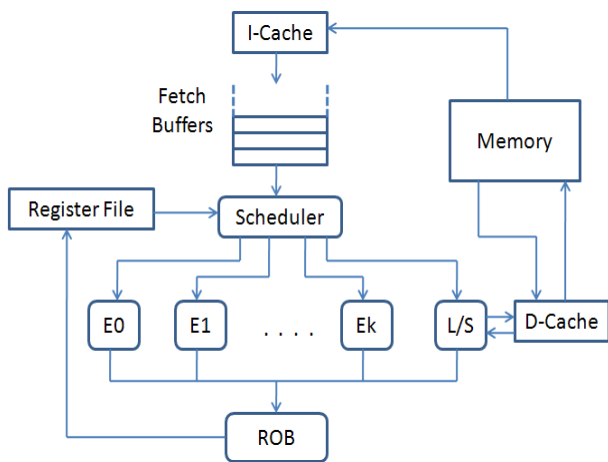 I-Cache
Fetch
Buffers
Memory
Register File
Scheduler
E0
E1
. . . .
Ek
L/S
D-Cache
ROB